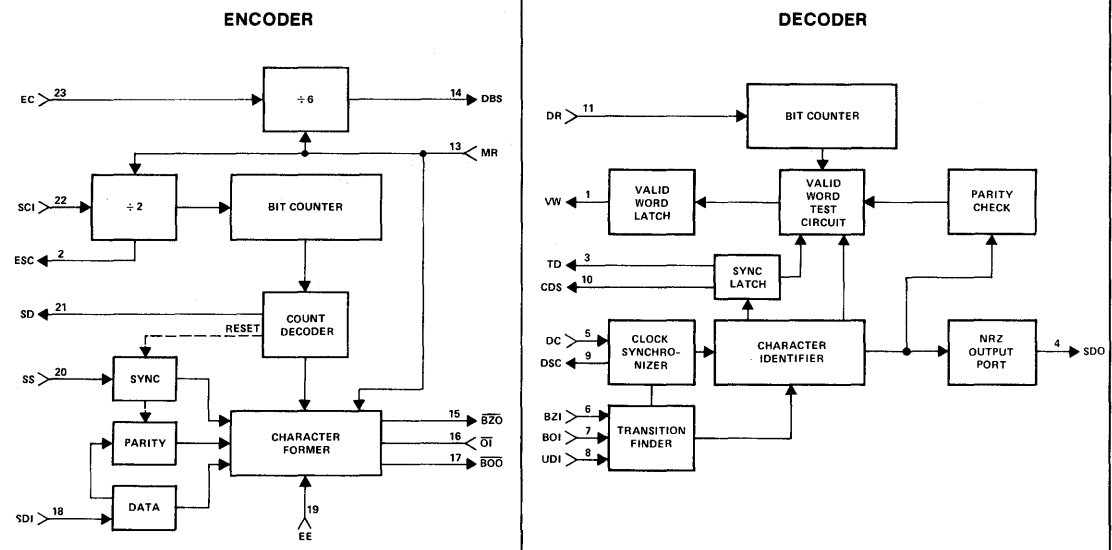 ENCODER
EC 23
÷6
14 DBS
13 MR
SCI 22
÷2
BIT COUNTER
ESC 2
SD 21
RESET
COUNT
DECODER
SS 20
SYNC
PARITY
DATA
SDI 18
CHARACTER
FORMER
15 B̅Z̅O̅
16 O̅I̅
17 B̅O̅O̅
19
EE
DECODER
DR 11
BIT COUNTER
VW 1
VALID
WORD
LATCH
VALID
WORD
TEST
CIRCUIT
PARITY
CHECK
TD 3
CDS 10
SYNC
LATCH
DC 5
DSC 9
CLOCK
SYNCHRO-
NIZER
CHARACTER
IDENTIFIER
NRZ
OUTPUT
PORT
4 SDO
BZI 6
BOI 7
UDI 8
TRANSITION
FINDER